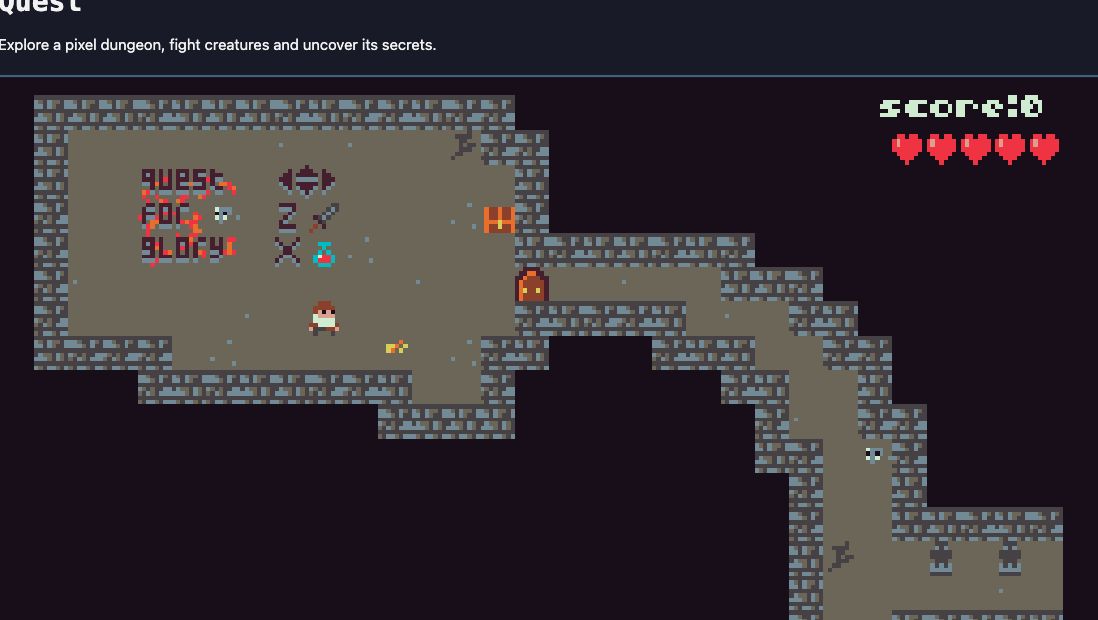 Quest
Explore a pixel dungeon, fight creatures and uncover its secrets.
score:0
QUEST
FOR
GLORY!
Z
X